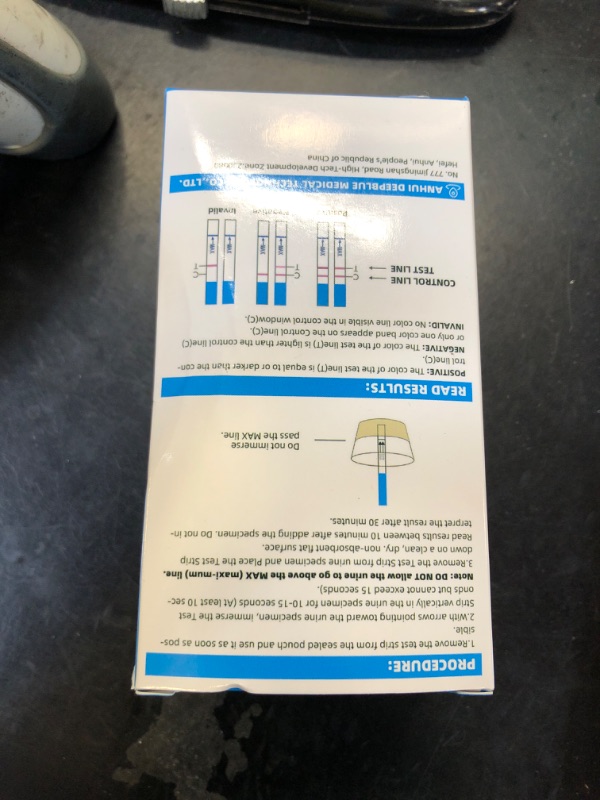 PROCEDURE:
1.Remove the test strip from the sealed pouch and use it as soon as pos-
sible.
2.With arrows pointing toward the urine specimen, immerse the Test
Strip vertically in the urine specimen for 10-15 seconds (At least 10 sec-
onds but cannot exceed 15 seconds).
Note: DO NOT allow the urine to go above the MAX (maxi-mum) line.
3.Remove the Test Strip from urine specimen and Place the Test Strip
down on a clean, dry, non-absorbent flat surface.
Read results between 10 minutes after adding the specimen. Do not in-
terpret the result after 30 minutes.
Do not immerse
pass the MAX line.
READ RESULTS:
POSITIVE: The color of the test line(T) is equal to or darker than the con-
trol line(C).
NEGATIVE: The color of the test line(T) is lighter than the control line(C)
or only one color band appears on the Control line(C).
INVALID: No color line visible in the control window(C).
CONTROL LINE
TEST LINE
C
T
C
T
C
T
MAX
MAX
MAX
MAX
MAX
Invalid
ANHUI DEEPBLUE MEDICAL TECHNOLOGY CO., LTD.
No. 777 Jimingshan Road, High-Tech Development Zone,
Hefei, Anhui, People's Republic of China